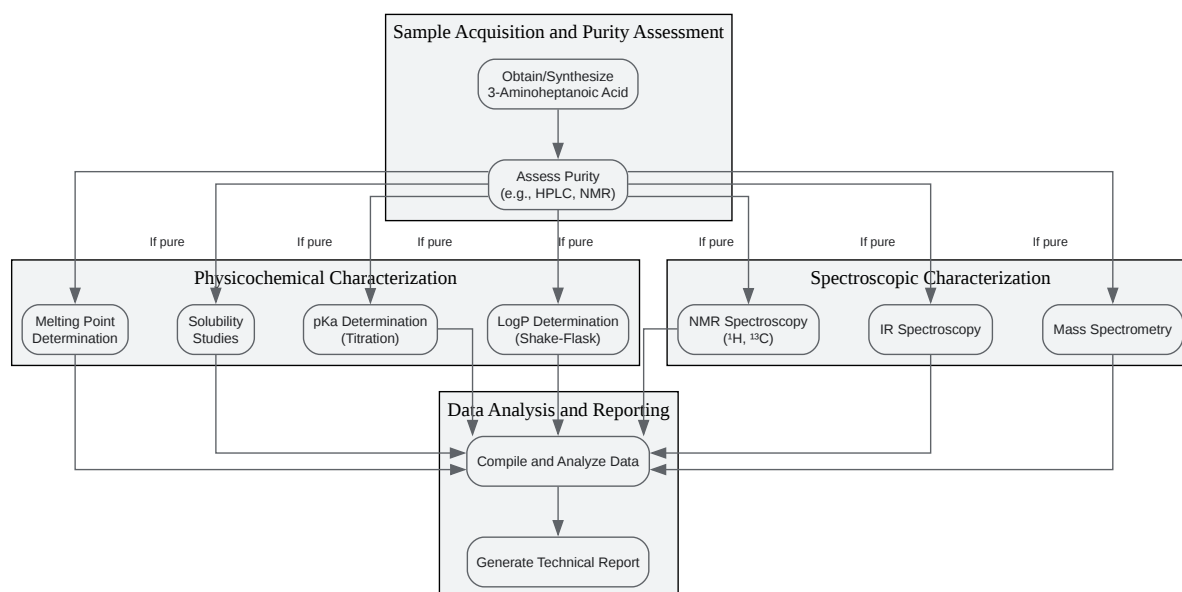 Sample Acquisition and Purity Assessment
Obtain/Synthesize
3-Aminoheptanoic Acid
Assess Purity
(e.g., HPLC, NMR)
If pure
If pure
If pure
If pure
If pure
If pure
If pure
Physicochemical Characterization
Spectroscopic Characterization
Melting Point
Determination
Solubility
Studies
pKa Determination
(Titration)
LogP Determination
(Shake-Flask)
NMR Spectroscopy
(¹H, ¹³C)
IR Spectroscopy
Mass Spectrometry
Data Analysis and Reporting
Compile and Analyze Data
Generate Technical Report